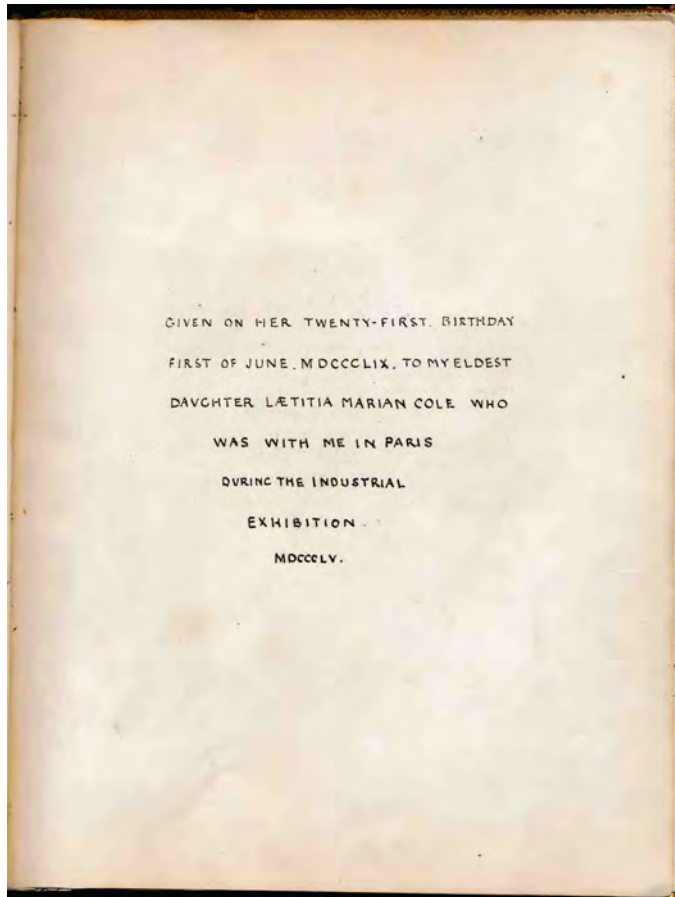 GIVEN ON HER TWENTY-FIRST. BIRTHDAY
FIRST OF JUNE. MDCCCLIX. TO MY ELDEST
DAVGHTER LÆTITIA MARIAN COLE WHO
WAS WITH ME IN PARIS
DVRING THE INDUSTRIAL
EXHIBITION.
MDCCCLV.